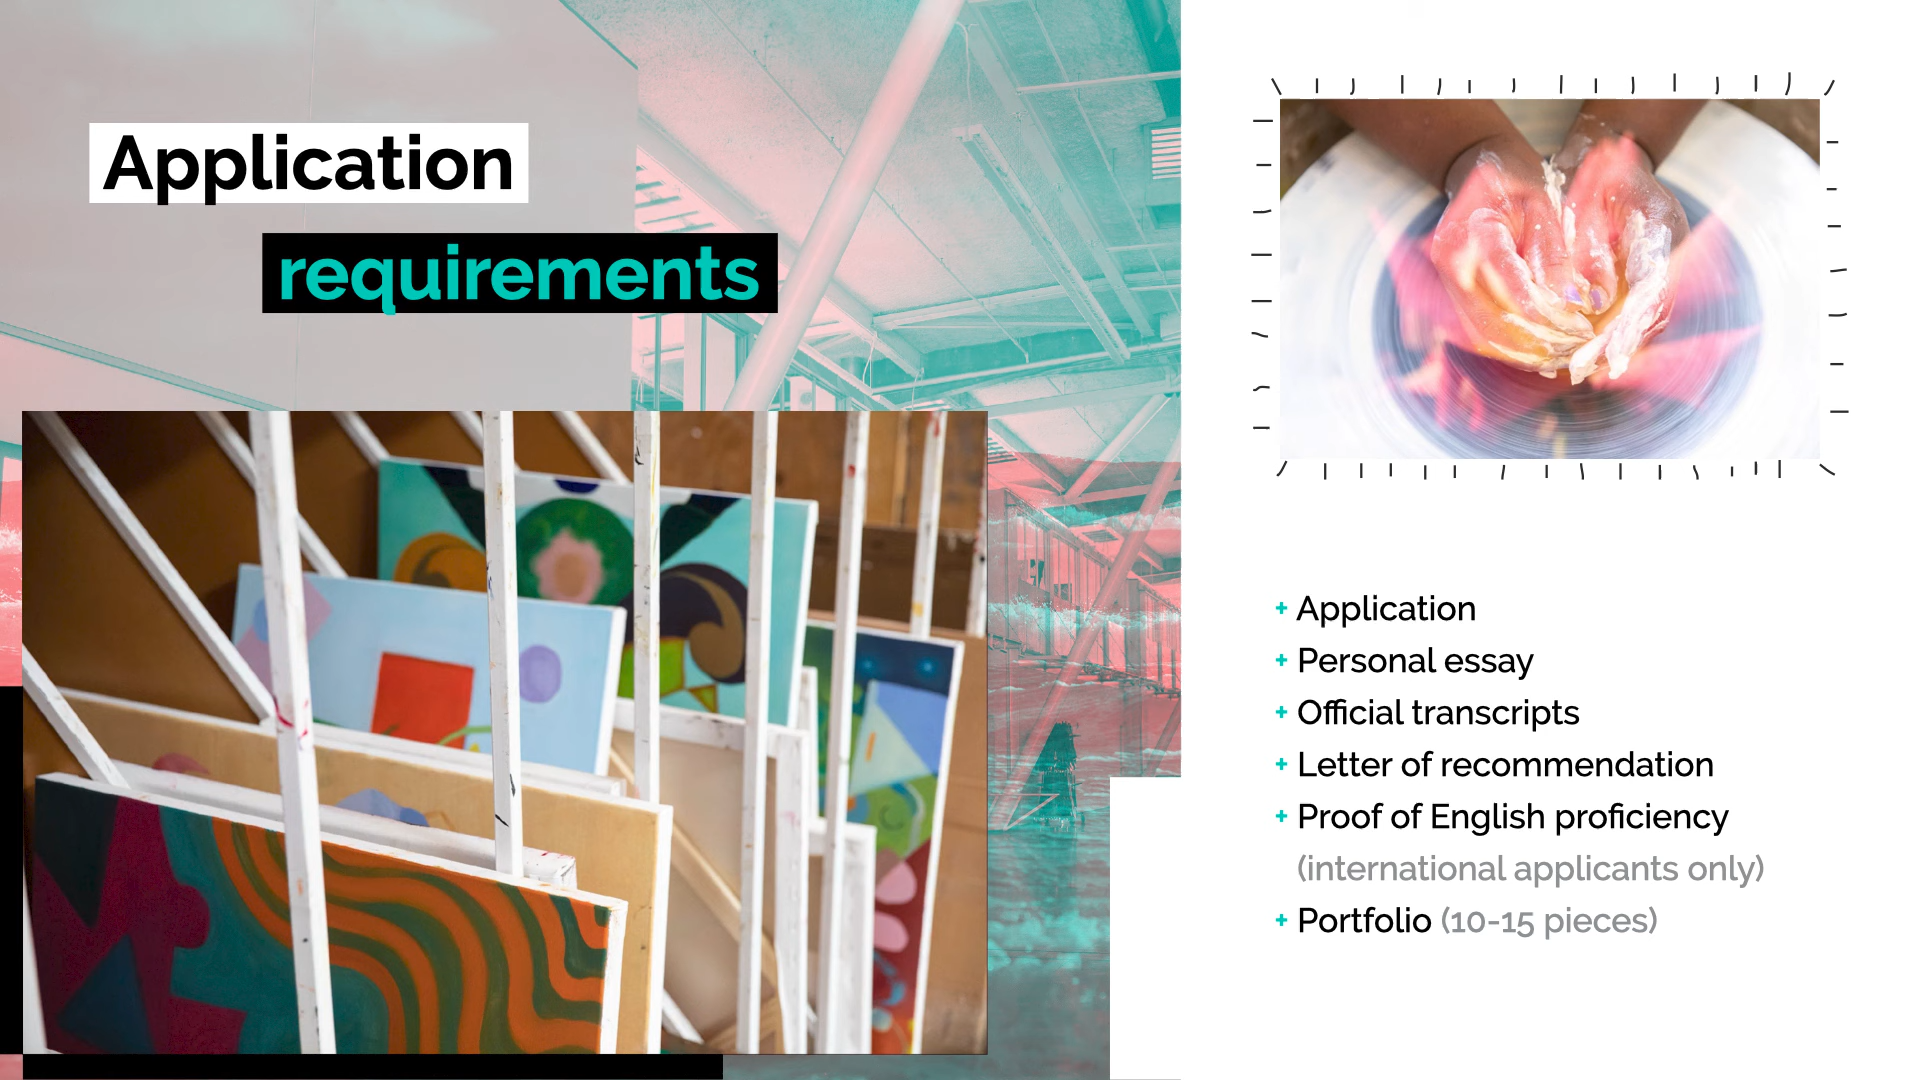 Application
requirements
+ Application
+ Personal essay
+ Official transcripts
+ Letter of recommendation
+ Proof of English proficiency
(international applicants only)
+ Portfolio (10-15 pieces)